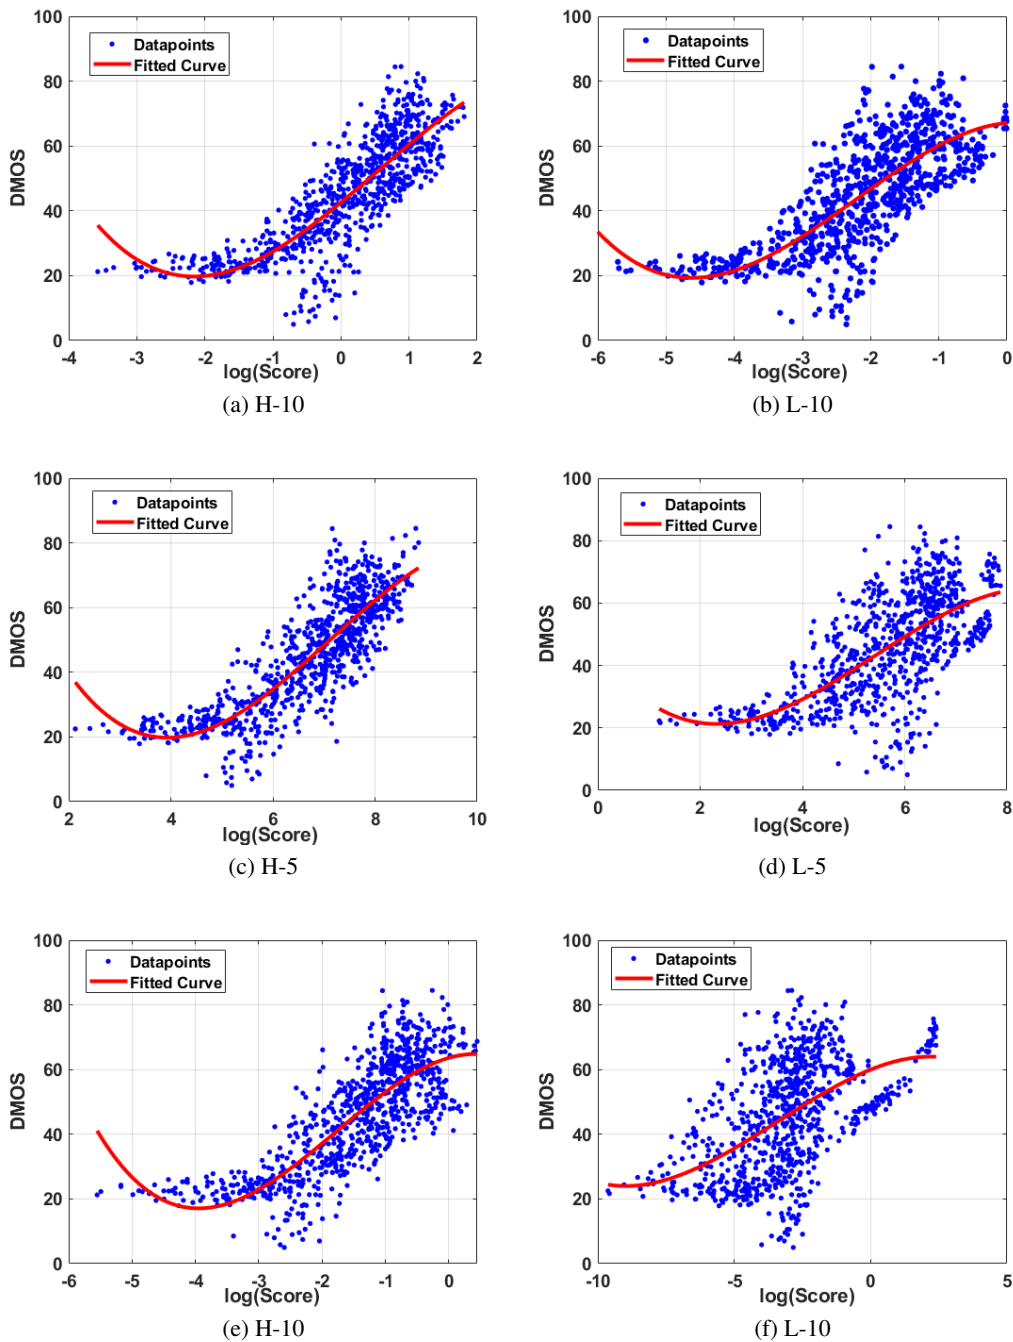 100
80
60
40
20
0
DMOS
Datapoints
Fitted Curve
-4 -3 -2 -1 0 1 2
log(Score)
(a) H-10
100
80
60
40
20
0
DMOS
Datapoints
Fitted Curve
-6 -5 -4 -3 -2 -1 0
log(Score)
(b) L-10
100
80
60
40
20
0
DMOS
Datapoints
Fitted Curve
2 4 6 8 10
log(Score)
(c) H-5
100
80
60
40
20
0
DMOS
Datapoints
Fitted Curve
0 2 4 6 8
log(Score)
(d) L-5
100
80
60
40
20
0
DMOS
Datapoints
Fitted Curve
-6 -5 -4 -3 -2 -1 0
log(Score)
(e) H-10
100
80
60
40
20
0
DMOS
Datapoints
Fitted Curve
-10 -5 0 5
log(Score)
(f) L-10